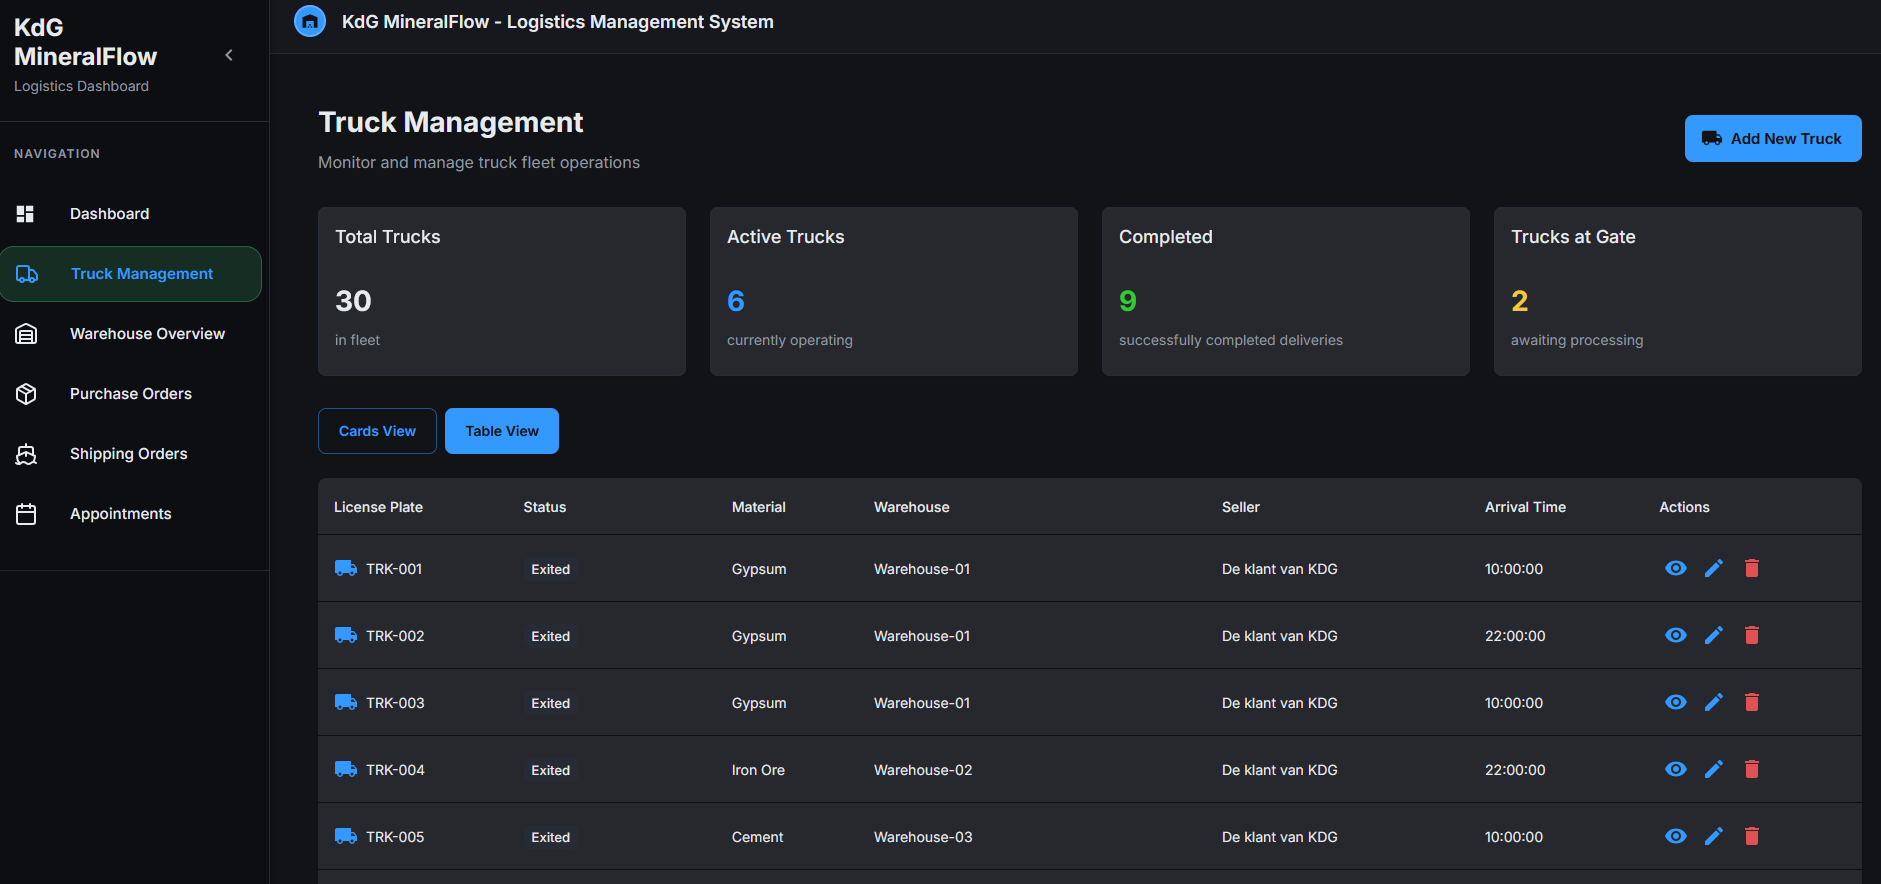 KdG
MineralFlow
Logistics Dashboard
NAVIGATION
Dashboard
Truck Management
Warehouse Overview
Purchase Orders
Shipping Orders
Appointments
KdG MineralFlow - Logistics Management System
Truck Management
Monitor and manage truck fleet operations
Add New Truck
Total Trucks
30
in fleet
Active Trucks
6
currently operating
Completed
9
successfully completed deliveries
Trucks at Gate
2
awaiting processing
Cards View
Table View
License Plate Status Material Warehouse Seller Arrival Time Actions
TRK-001 Exited Gypsum Warehouse-01 De klant van KDG 10:00:00
TRK-002 Exited Gypsum Warehouse-01 De klant van KDG 22:00:00
TRK-003 Exited Gypsum Warehouse-01 De klant van KDG 10:00:00
TRK-004 Exited Iron Ore Warehouse-02 De klant van KDG 22:00:00
TRK-005 Exited Cement Warehouse-03 De klant van KDG 10:00:00